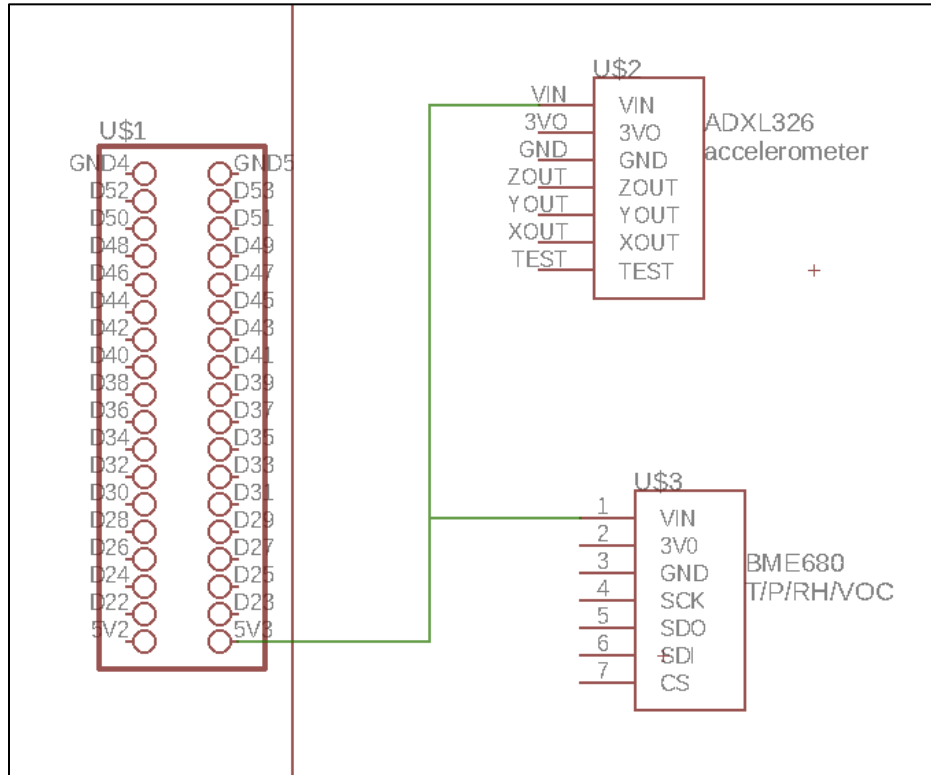 U$1
GND4 GND5
D52 D53
D50 D51
D48 D49
D46 D47
D44 D45
D42 D43
D40 D41
D38 D39
D36 D37
D34 D35
D32 D33
D30 D31
D28 D29
D26 D27
D24 D25
D22 D23
5V2 5V3
U$2
VIN VIN
3VO 3VO
GND GND
ZOUT ZOUT
YOUT YOUT
XOUT XOUT
TEST TEST
ADXL326
accelerometer
U$3
1 VIN
2 3V0
3 GND
4 SCK
5 SDO
6 SDI
7 CS
BME680
T/P/RH/VOC